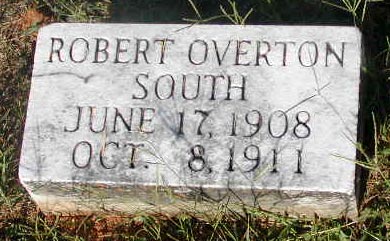 ROBERT OVERTON
SOUTH
JUNE 17, 1908
OCT. 8, 1911